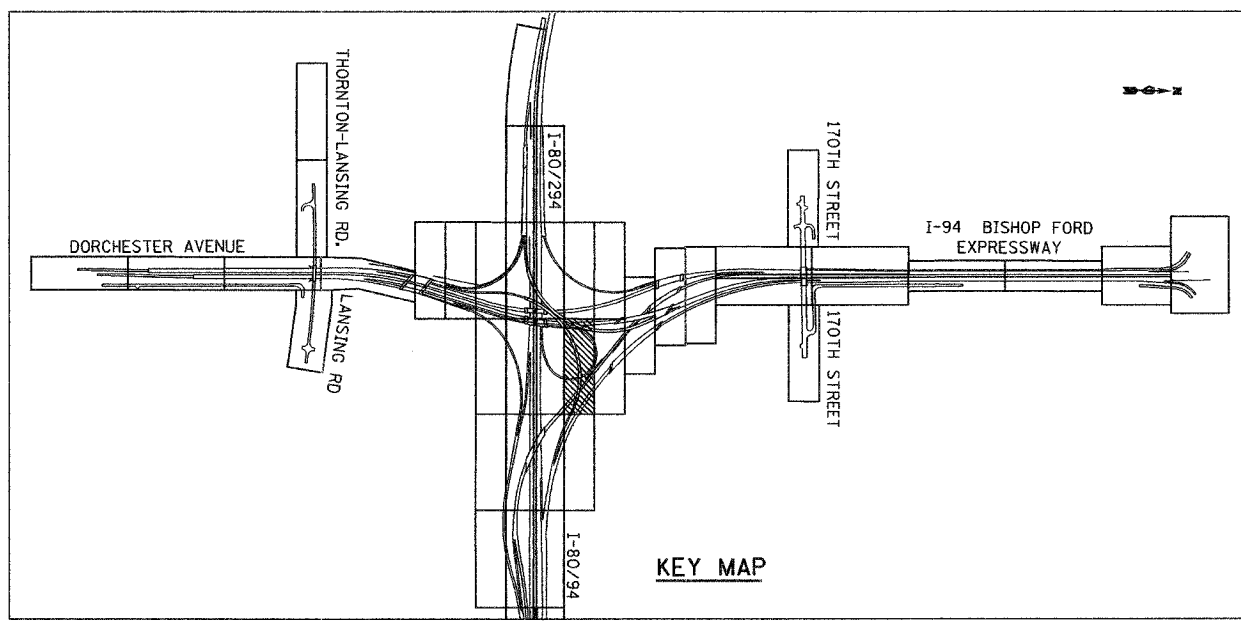 THORNTON-LANSING RD.
I-80/294
170TH STREET
I-94 BISHOP FORD
EXPRESSWAY
DORCHESTER AVENUE
LANSING RD
170TH STREET
I-80/94
KEY MAP